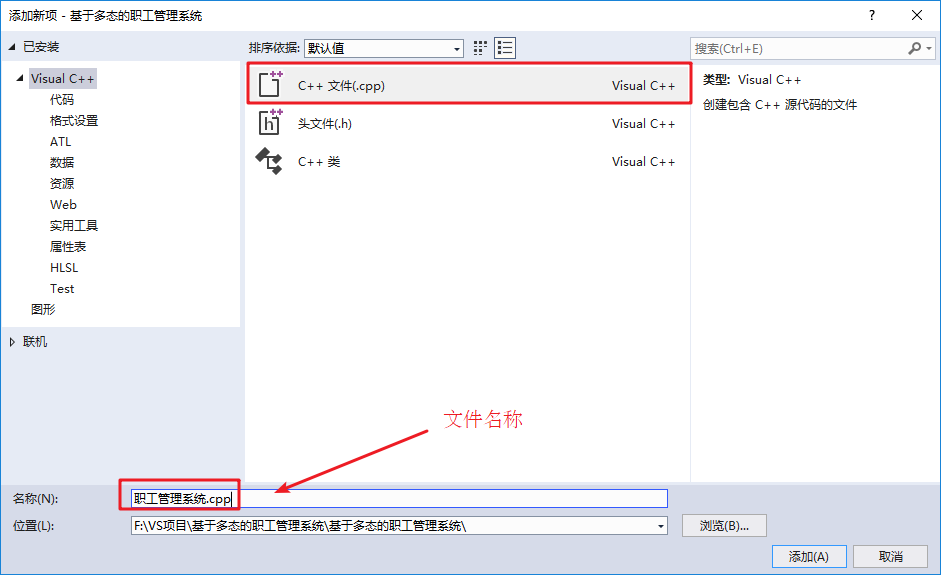 添加新项 - 基于多态的职工管理系统
已安装
排序依据: 默认值
搜索(Ctrl+E)
Visual C++
代码
格式设置
ATL
数据
资源
Web
实用工具
属性表
HLSL
Test
图形
联机
C++ 文件(.cpp) Visual C++
头文件(.h) Visual C++
C++ 类 Visual C++
类型: Visual C++
创建包含 C++ 源代码的文件
文件名称
名称(N): 职工管理系统.cpp
位置(L): F:\VS项目\基于多态的职工管理系统\基于多态的职工管理系统\
浏览(B)...
添加(A) 取消